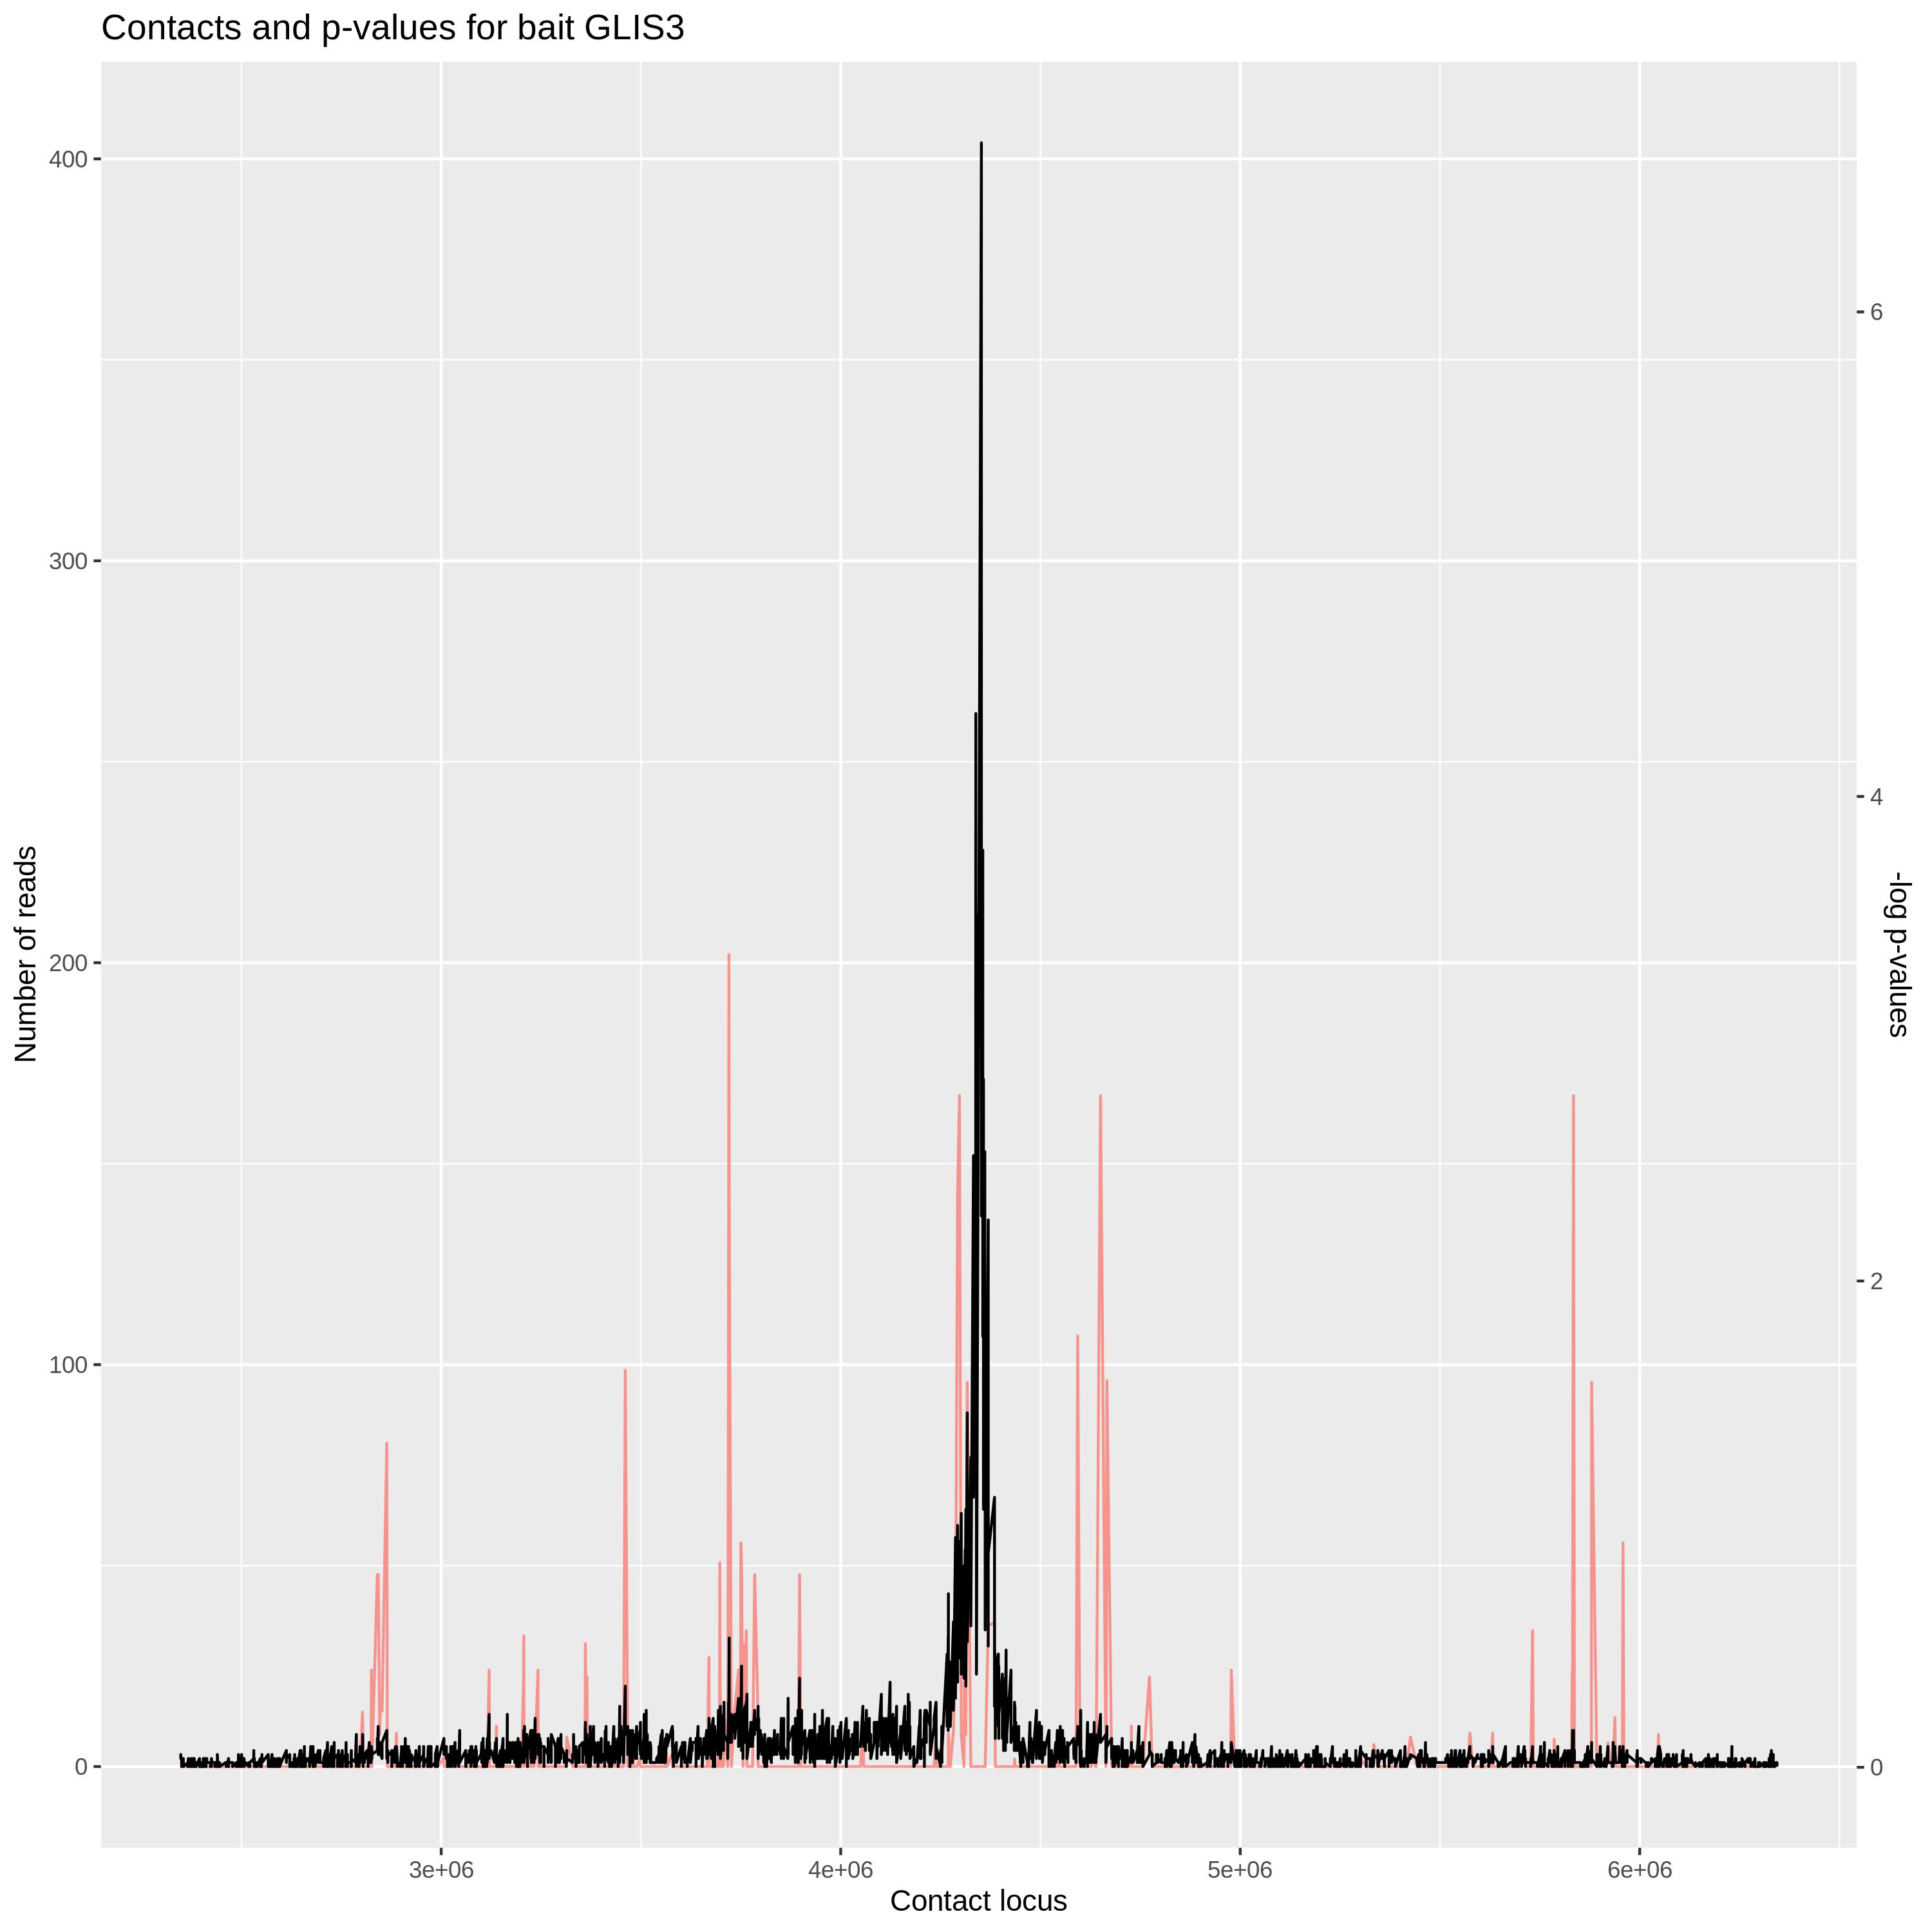 Contacts and p-values for bait GLIS3
400
300
200
100
0
Number of reads
6
4
2
0
-log p-values
3e+06
4e+06
5e+06
6e+06
Contact locus